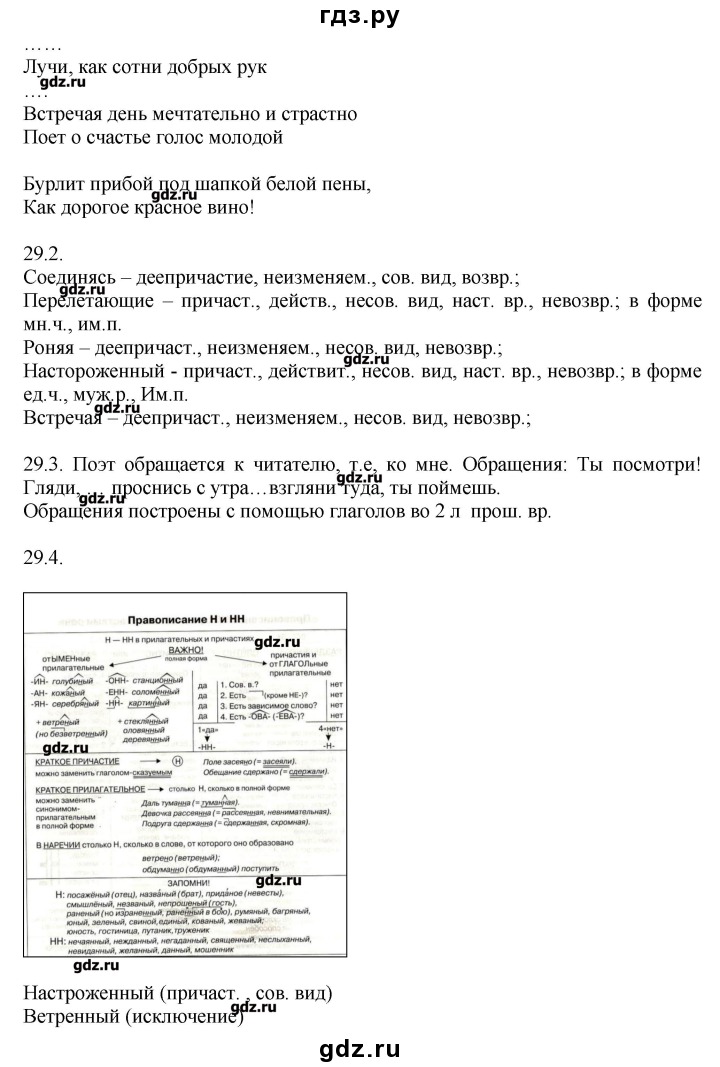 гдз.ру
……
Лучи, как сотни добрых рук
gdz.ru
….
Встречая день мечтательно и страстно
Поет о счастье голос молодой
Бурлит прибой под шапкой белой пены,
gdz.ru
Как дорогое красное вино!
29.2.
Соединясь – деепричастие, неизменяем., сов. вид, возвр.;
gdz.ru
Перелетающие – причаст., действ., несов. вид, наст. вр., невозвр.; в форме
мн.ч., им.п.
Роняя – деепричаст., неизменяем., несов. вид, невозвр.;
gdz.ru
Настороженный - причаст., действит., несов. вид, наст. вр., невозвр.; в форме
ед.ч., муж.р., Им.п.
gdz.ru
Встречая – деепричаст., неизменяем., несов. вид, невозвр.;
29.3. Поэт обращается к читателю, т.е, ко мне. Обращения: Ты посмотри!
gdz.ru
Гляди, … проснись с утра…взгляни туда, ты поймешь.
gdz.ru
Обращения построены с помощью глаголов во 2 л прош. вр.
29.4.
Правописание Н и НН
Н — НН в прилагательных и причастиях
gdz.ru
ВАЖНО!
полная форма
отЫМЕНные
прилагательные
причастия и
отГЛАГОЛьные
прилагательные
-ИН- голубиный
-АН- кожаный
-ЯН- серебряный
-ОНН- станционный
-ЕНН- соломенный
-НН- картинный
+ ветреный
(но безветренный)
+ стеклянный
оловянный
деревянный
да 1. Сов. в.? нет
да 2. Есть (кроме НЕ-)? нет
да 3. Есть зависимое слово? нет
да 4. Есть -ОВА- (-ЕВА-)? нет
1«да»
-НН-
4«нет»
-Н-
gdz.ru
КРАТКОЕ ПРИЧАСТИЕ Н
можно заменить глаголом-сказуемым
Поле засеяно (= засеяли).
Обещание сдержано (= сдержали).
КРАТКОЕ ПРИЛАГАТЕЛЬНОЕ столько Н, сколько в полной форме
можно заменить
синонимом-
прилагательным
в полной форме
Даль туманна (= туманная).
Девочка рассеянна (= рассеянная, невнимательная).
Подруга сдержанна (= сдержанная, скромная).
В НАРЕЧИИ столько Н, сколько в слове, от которого оно образовано
ветрено (ветреный);
обдуманно (обдуманный) поступить
ЗАПОМНИ!
gdz.ru
Н: посажёный (отец), названый (брат), приданое (невесты),
смышлёный, незваный, непрошеный (гость),
раненый (но израненный, раненный в бою), румяный, багряный,
юный, зеленый, свиной, единый, кованый, жеваный;
юность, гостиница, путаник, труженик
НН: нечаянный, нежданный, негаданный, священный, неслыханный,
невиданный, желанный, данный, мошенник
gdz.ru
Настроженный (причаст. , сов. вид)
Ветренный (исключение)
gdz.ru
gdz.ru